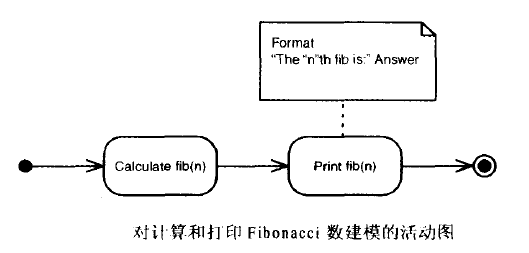 Format
"The "n"th fib is:" Answer
Calculate fib(n)
Print fib(n)
对计算和打印 Fibonacci 数建模的活动图